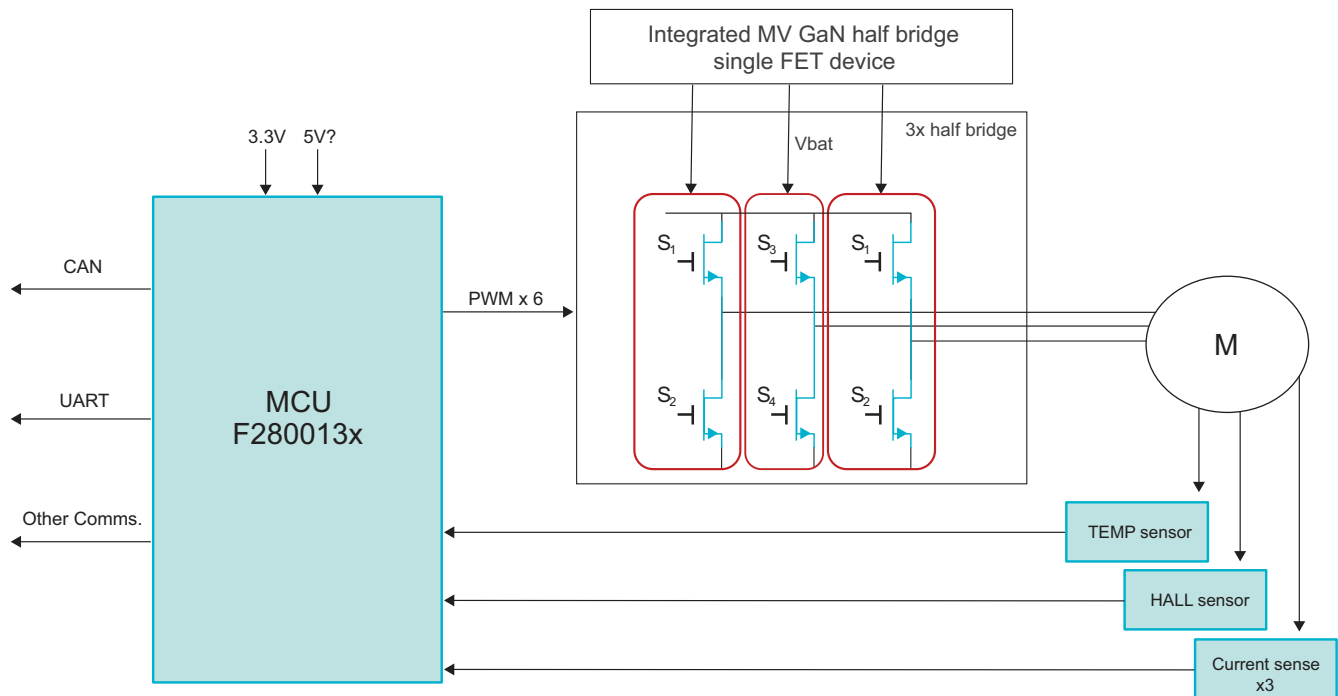 Integrated MV GaN half bridge
single FET device
3x half bridge
3.3V 5V?
Vbat
S1 S3 S1
CAN
PWM x 6
M
S2 S4 S2
UART
MCU
F280013x
Other Comms.
TEMP sensor
HALL sensor
Current sense
x3